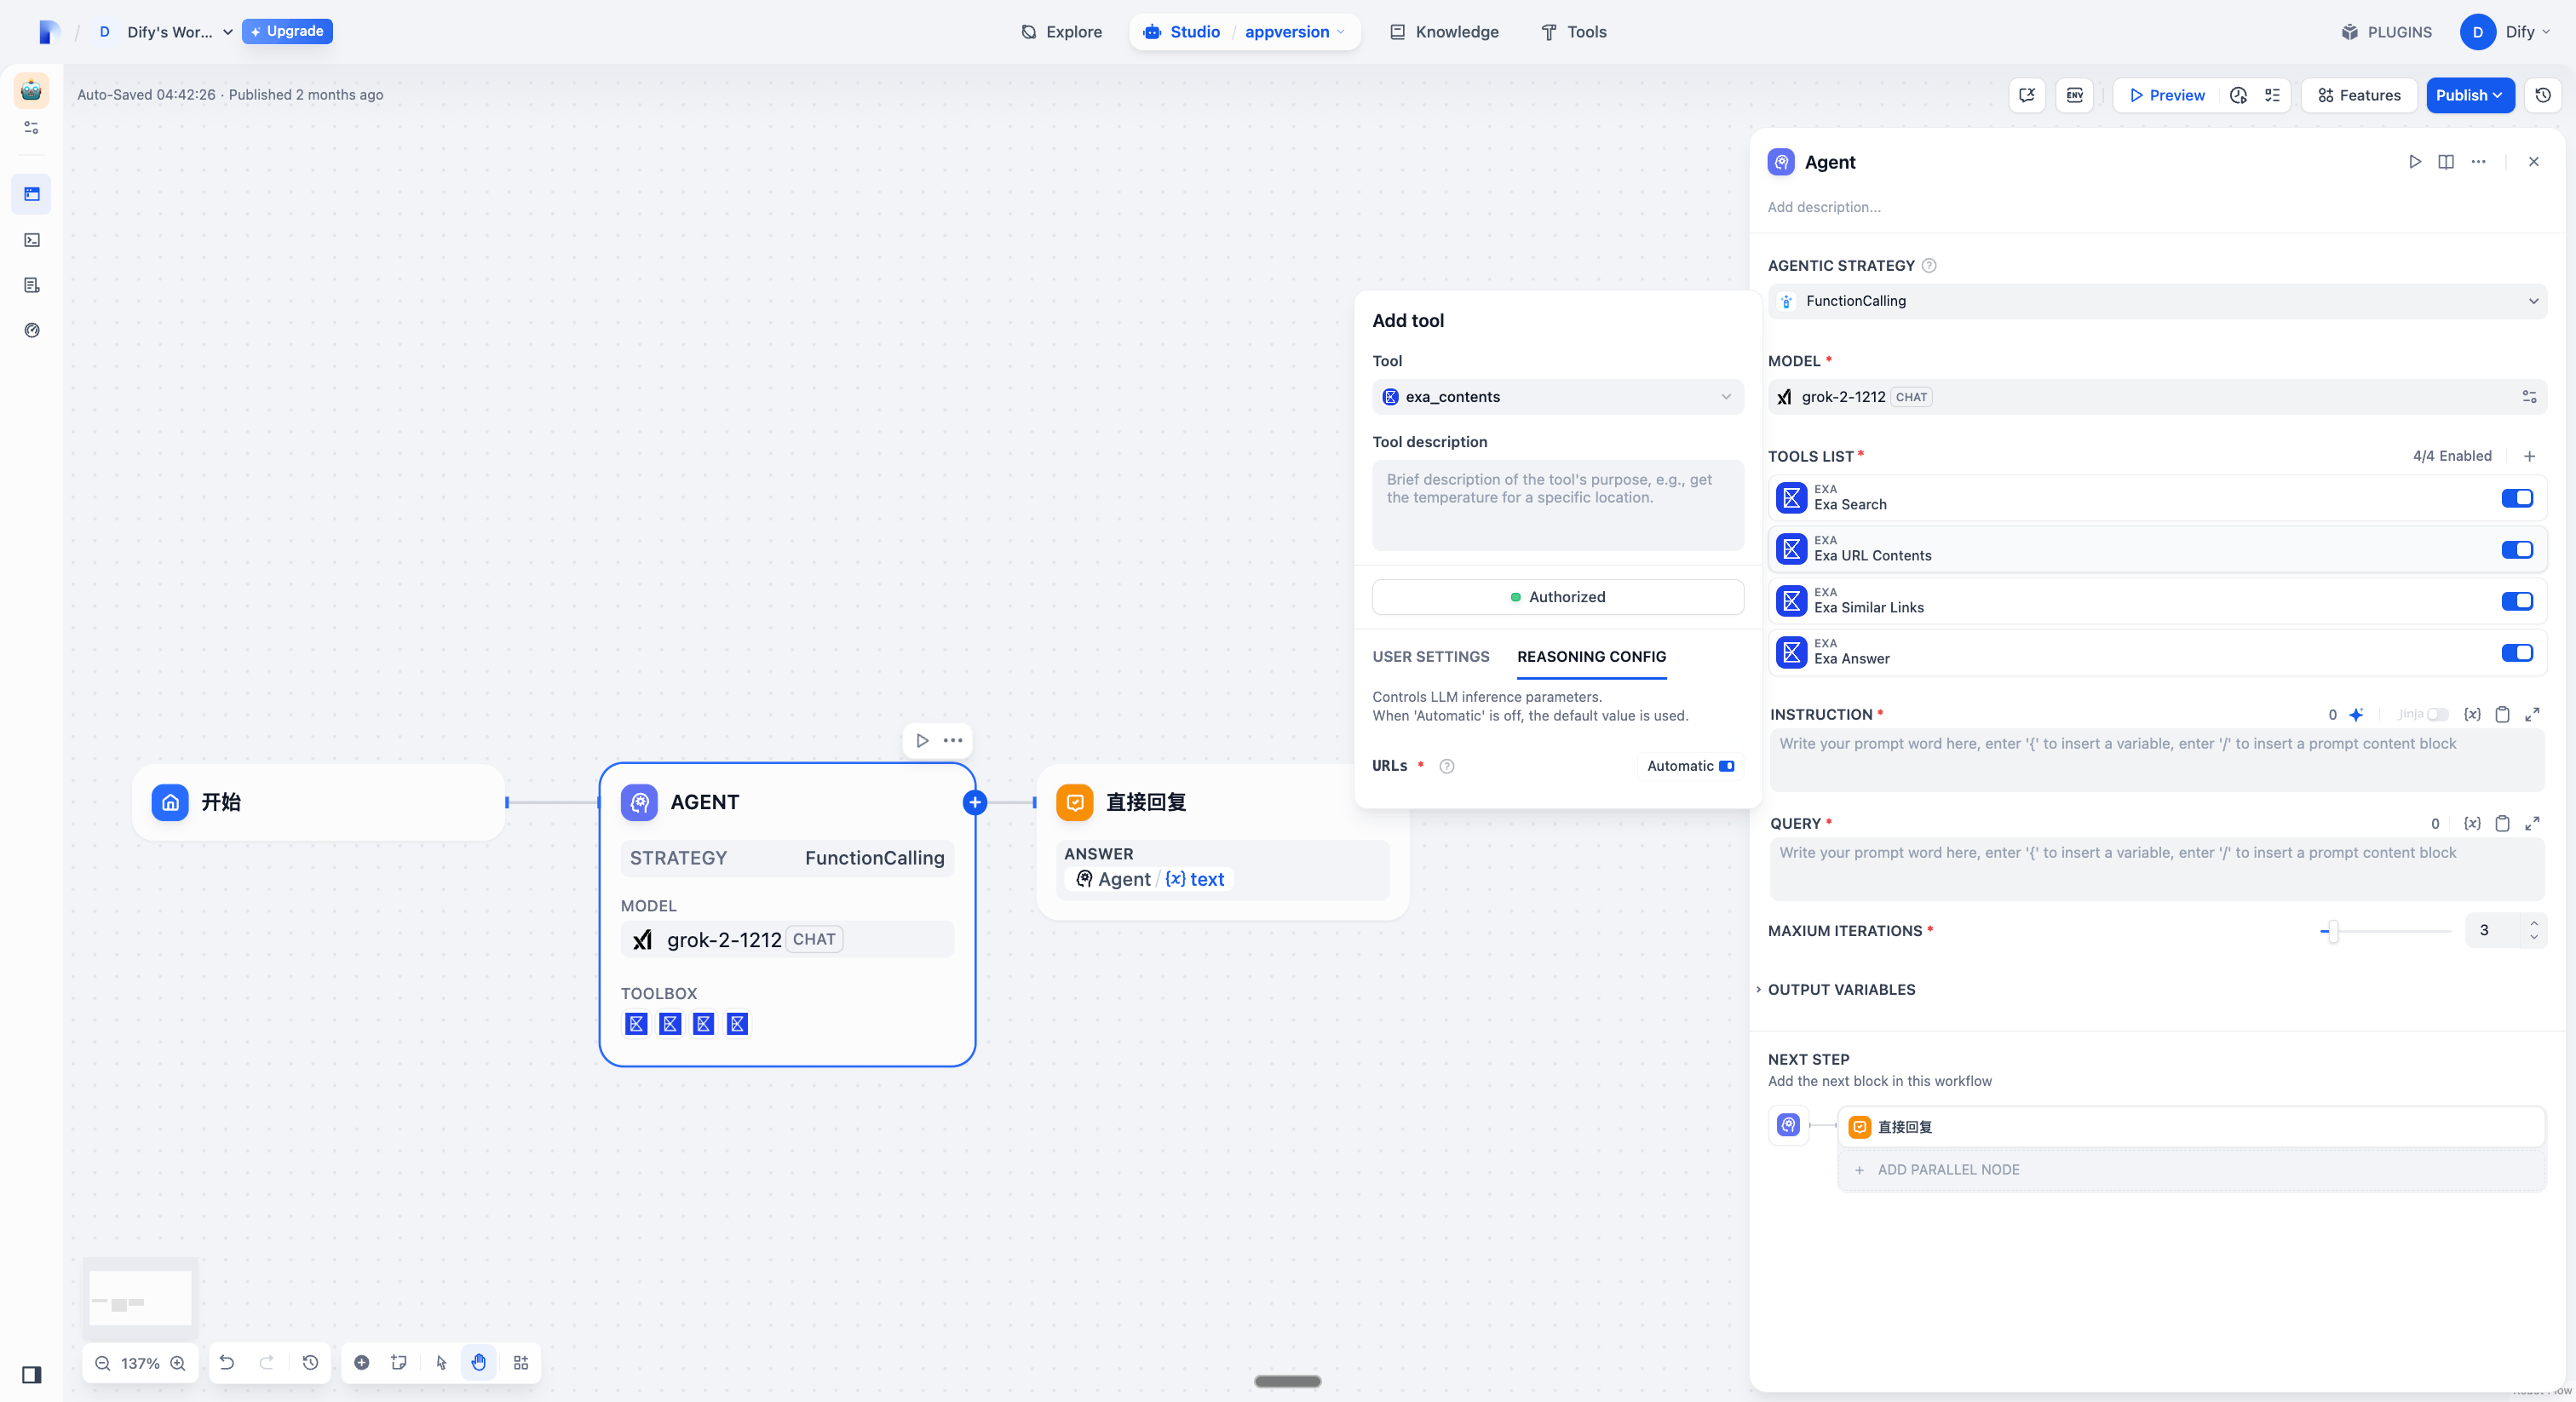 / D Dify's Wor... Upgrade
Explore
Studio / appversion
Knowledge
Tools
PLUGINS
D Dify
Auto-Saved 04:42:26 · Published 2 months ago
ENV
Preview
Features
Publish
Agent
Add description...
AGENTIC STRATEGY
FunctionCalling
MODEL *
grok-2-1212 CHAT
TOOLS LIST *
4/4 Enabled
EXA
Exa Search
EXA
Exa URL Contents
EXA
Exa Similar Links
EXA
Exa Answer
INSTRUCTION *
0
Jinja
{x}
Write your prompt word here, enter '{' to insert a variable, enter '/' to insert a prompt content block
QUERY *
0
{x}
Write your prompt word here, enter '{' to insert a variable, enter '/' to insert a prompt content block
MAXIUM ITERATIONS *
3
OUTPUT VARIABLES
NEXT STEP
Add the next block in this workflow
直接回复
+ ADD PARALLEL NODE
Add tool
Tool
exa_contents
Tool description
Brief description of the tool's purpose, e.g., get
the temperature for a specific location.
Authorized
USER SETTINGS
REASONING CONFIG
Controls LLM inference parameters.
When 'Automatic' is off, the default value is used.
URLs *
Automatic
开始
AGENT
STRATEGY FunctionCalling
MODEL
grok-2-1212 CHAT
TOOLBOX
直接回复
ANSWER
Agent / {x} text
137%